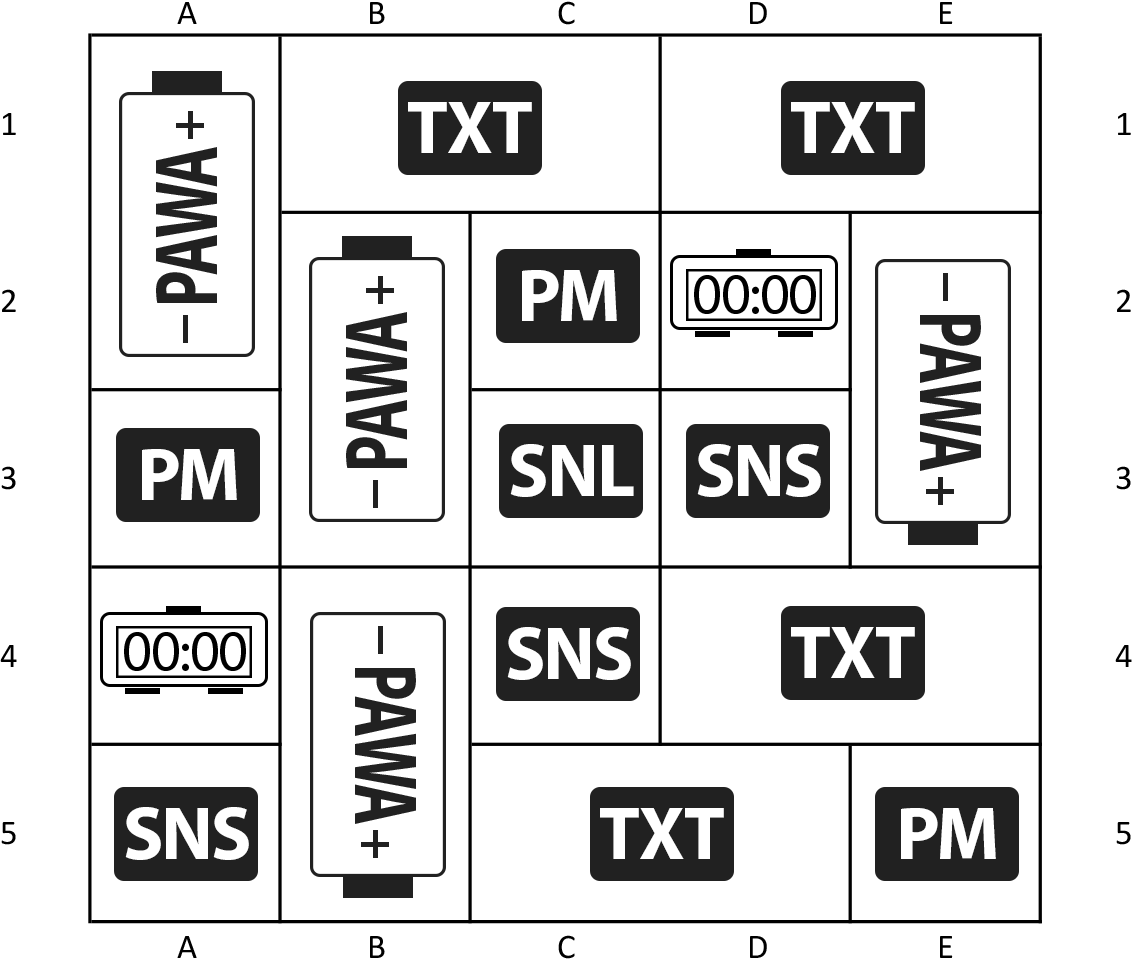 A B C D E
1 + PAWA – TXT TXT 1
2 + PAWA – PM 00:00 – PAWA + 2
3 PM SNL SNS 3
4 00:00 – PAWA + SNS TXT 4
5 SNS TXT PM 5
A B C D E